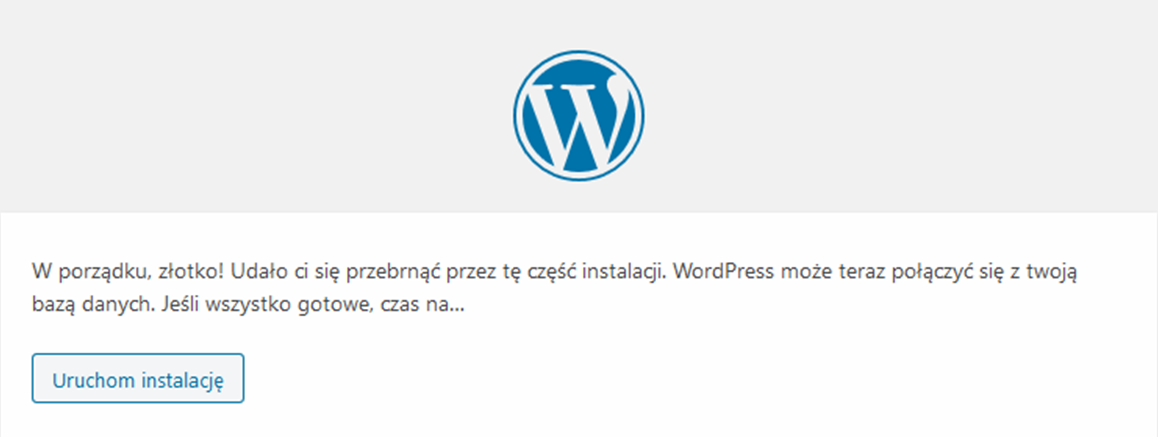 W porządku, złotko! Udało ci się przebrnąć przez tę część instalacji. WordPress może teraz połączyć się z twoją
bazą danych. Jeśli wszystko gotowe, czas na...
Uruchom instalację